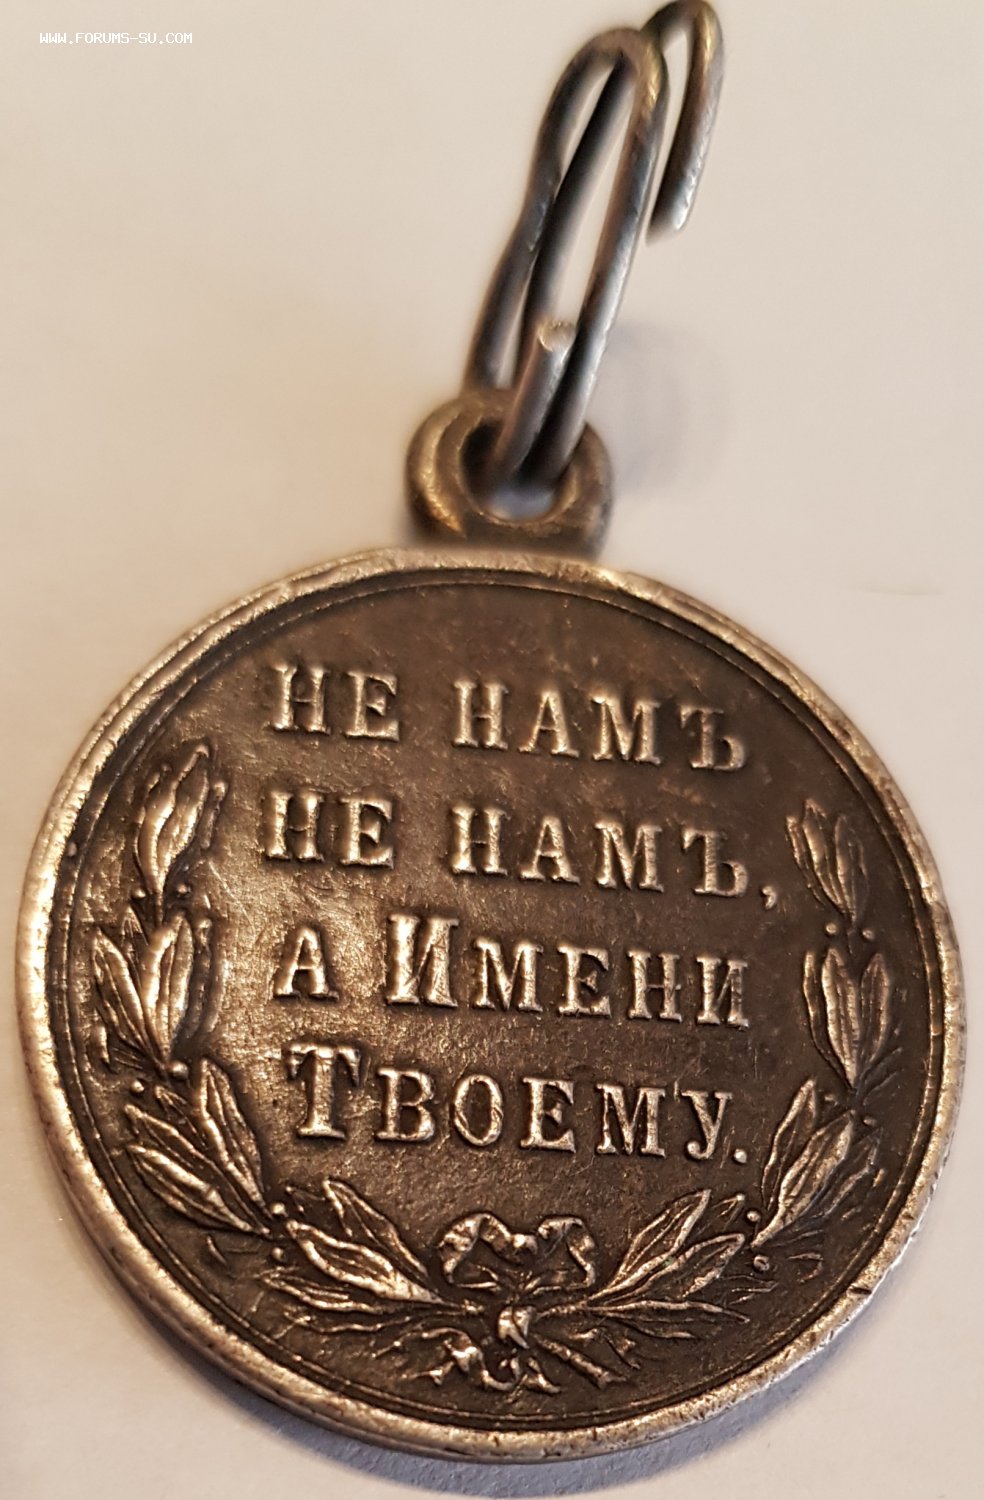 WWW.FORUMS-SU.COM
НЕ НАМЪ
НЕ НАМЪ,
А ИМЕНИ
ТВОЕМУ.